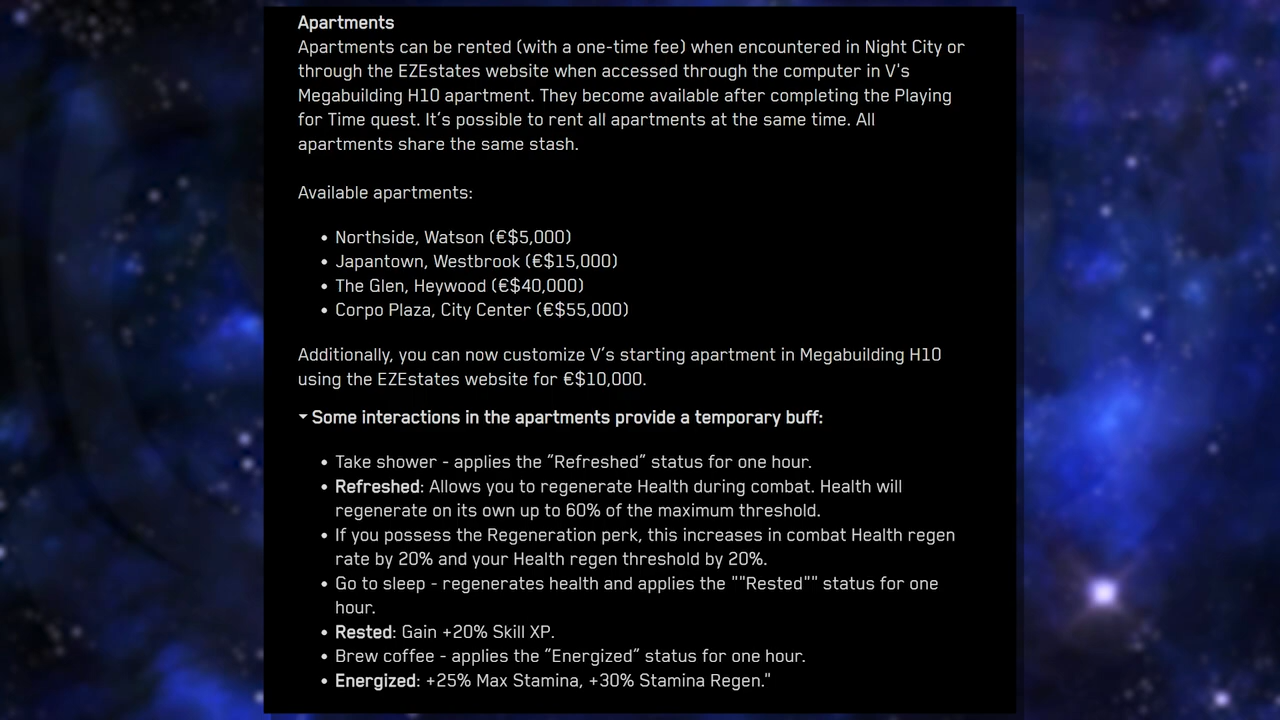 Apartments
Apartments can be rented (with a one-time fee) when encountered in Night City or
through the EZEstates website when accessed through the computer in V's
Megabuilding H10 apartment. They become available after completing the Playing
for Time quest. It’s possible to rent all apartments at the same time. All
apartments share the same stash.
Available apartments:
• Northside, Watson (€$5,000)
• Japantown, Westbrook (€$15,000)
• The Glen, Heywood (€$40,000)
• Corpo Plaza, City Center (€$55,000)
Additionally, you can now customize V’s starting apartment in Megabuilding H10
using the EZEstates website for €$10,000.
Some interactions in the apartments provide a temporary buff:
• Take shower - applies the “Refreshed” status for one hour.
• Refreshed: Allows you to regenerate Health during combat. Health will
regenerate on its own up to 60% of the maximum threshold.
• If you possess the Regeneration perk, this increases in combat Health regen
rate by 20% and your Health regen threshold by 20%.
• Go to sleep - regenerates health and applies the ""Rested"" status for one
hour.
• Rested: Gain +20% Skill XP.
• Brew coffee - applies the “Energized” status for one hour.
• Energized: +25% Max Stamina, +30% Stamina Regen."